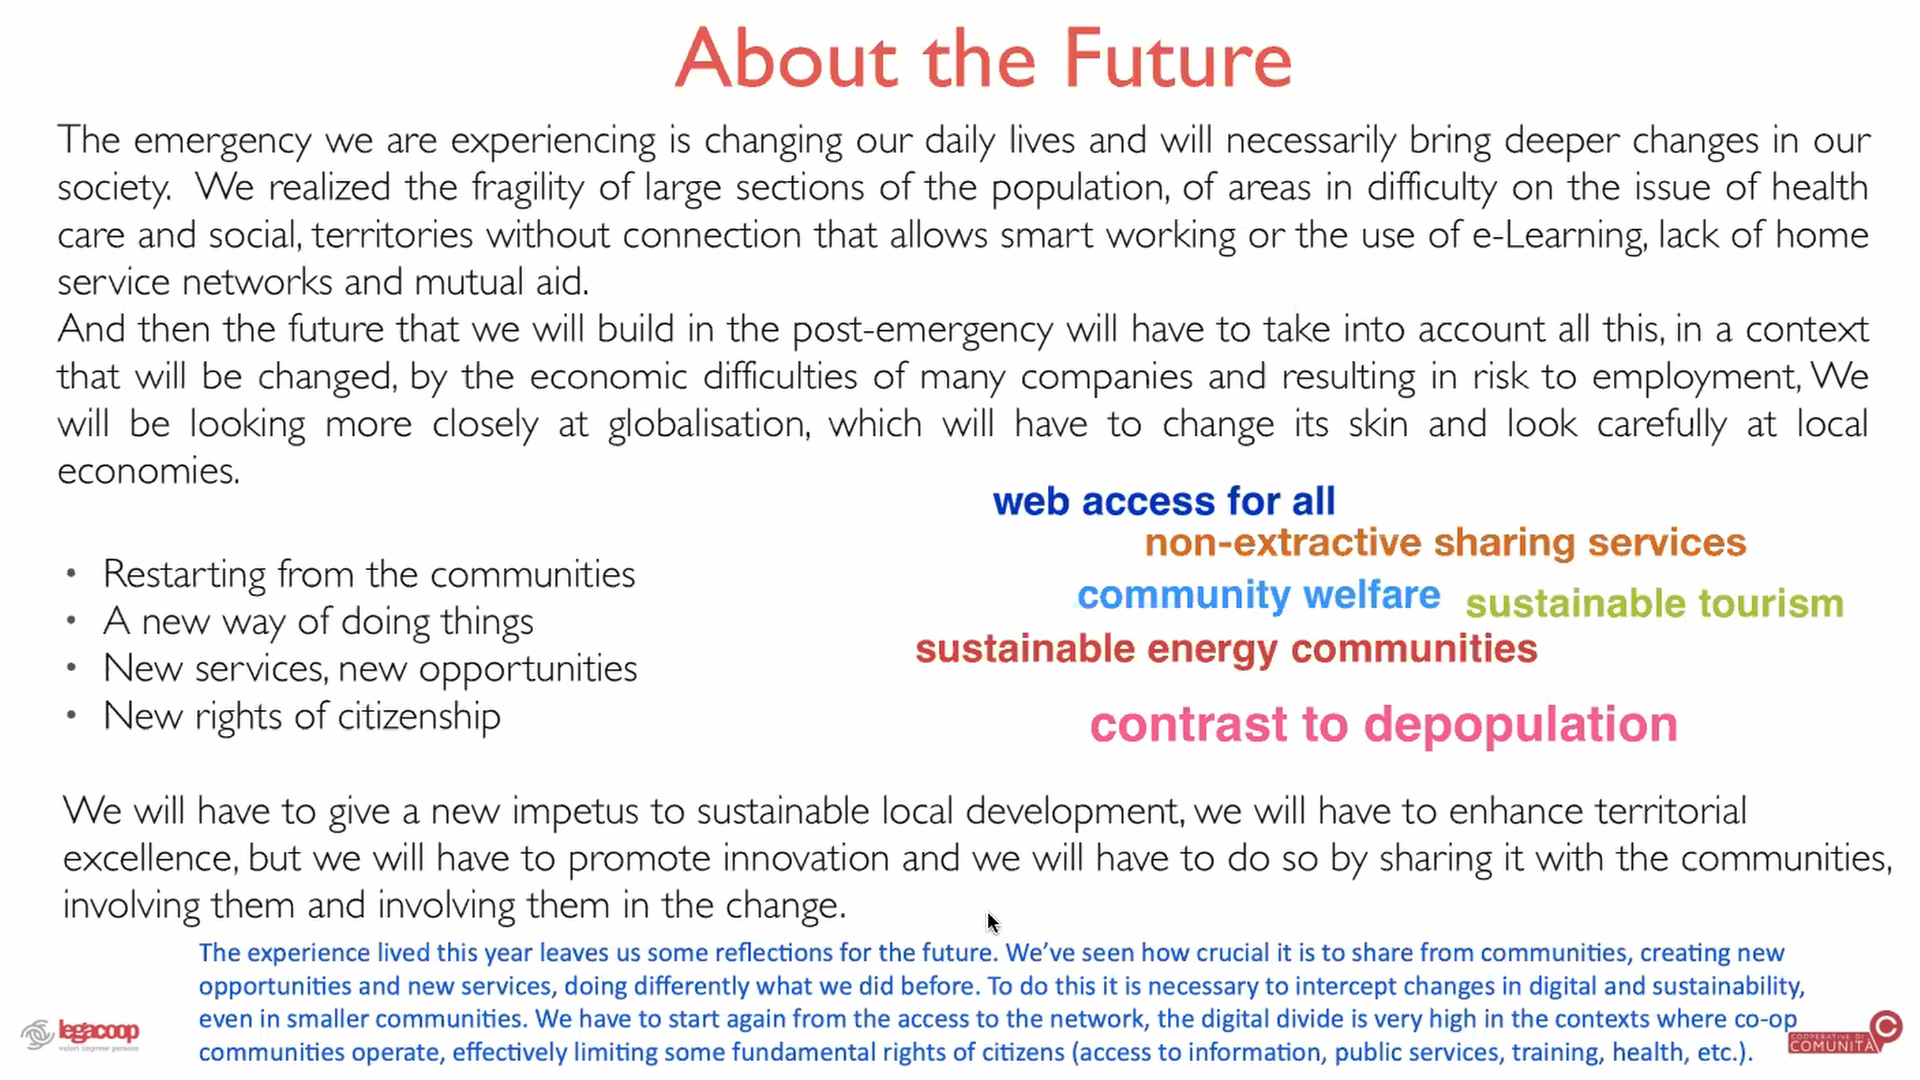 About the Future
The emergency we are experiencing is changing our daily lives and will necessarily bring deeper changes in our
society. We realized the fragility of large sections of the population, of areas in difficulty on the issue of health
care and social, territories without connection that allows smart working or the use of e-Learning, lack of home
service networks and mutual aid.
And then the future that we will build in the post-emergency will have to take into account all this, in a context
that will be changed, by the economic difficulties of many companies and resulting in risk to employment, We
will be looking more closely at globalisation, which will have to change its skin and look carefully at local
economies.
• Restarting from the communities
• A new way of doing things
• New services, new opportunities
• New rights of citizenship
web access for all
non-extractive sharing services
community welfare
sustainable tourism
sustainable energy communities
contrast to depopulation
We will have to give a new impetus to sustainable local development, we will have to enhance territorial
excellence, but we will have to promote innovation and we will have to do so by sharing it with the communities,
involving them and involving them in the change.
The experience lived this year leaves us some reflections for the future. We’ve seen how crucial it is to share from communities, creating new
opportunities and new services, doing differently what we did before. To do this it is necessary to intercept changes in digital and sustainability,
even in smaller communities. We have to start again from the access to the network, the digital divide is very high in the contexts where co-op
communities operate, effectively limiting some fundamental rights of citizens (access to information, public services, training, health, etc.).
legacoop
valori imprese persone
COOPERATIVE DI
COMUNITÀ